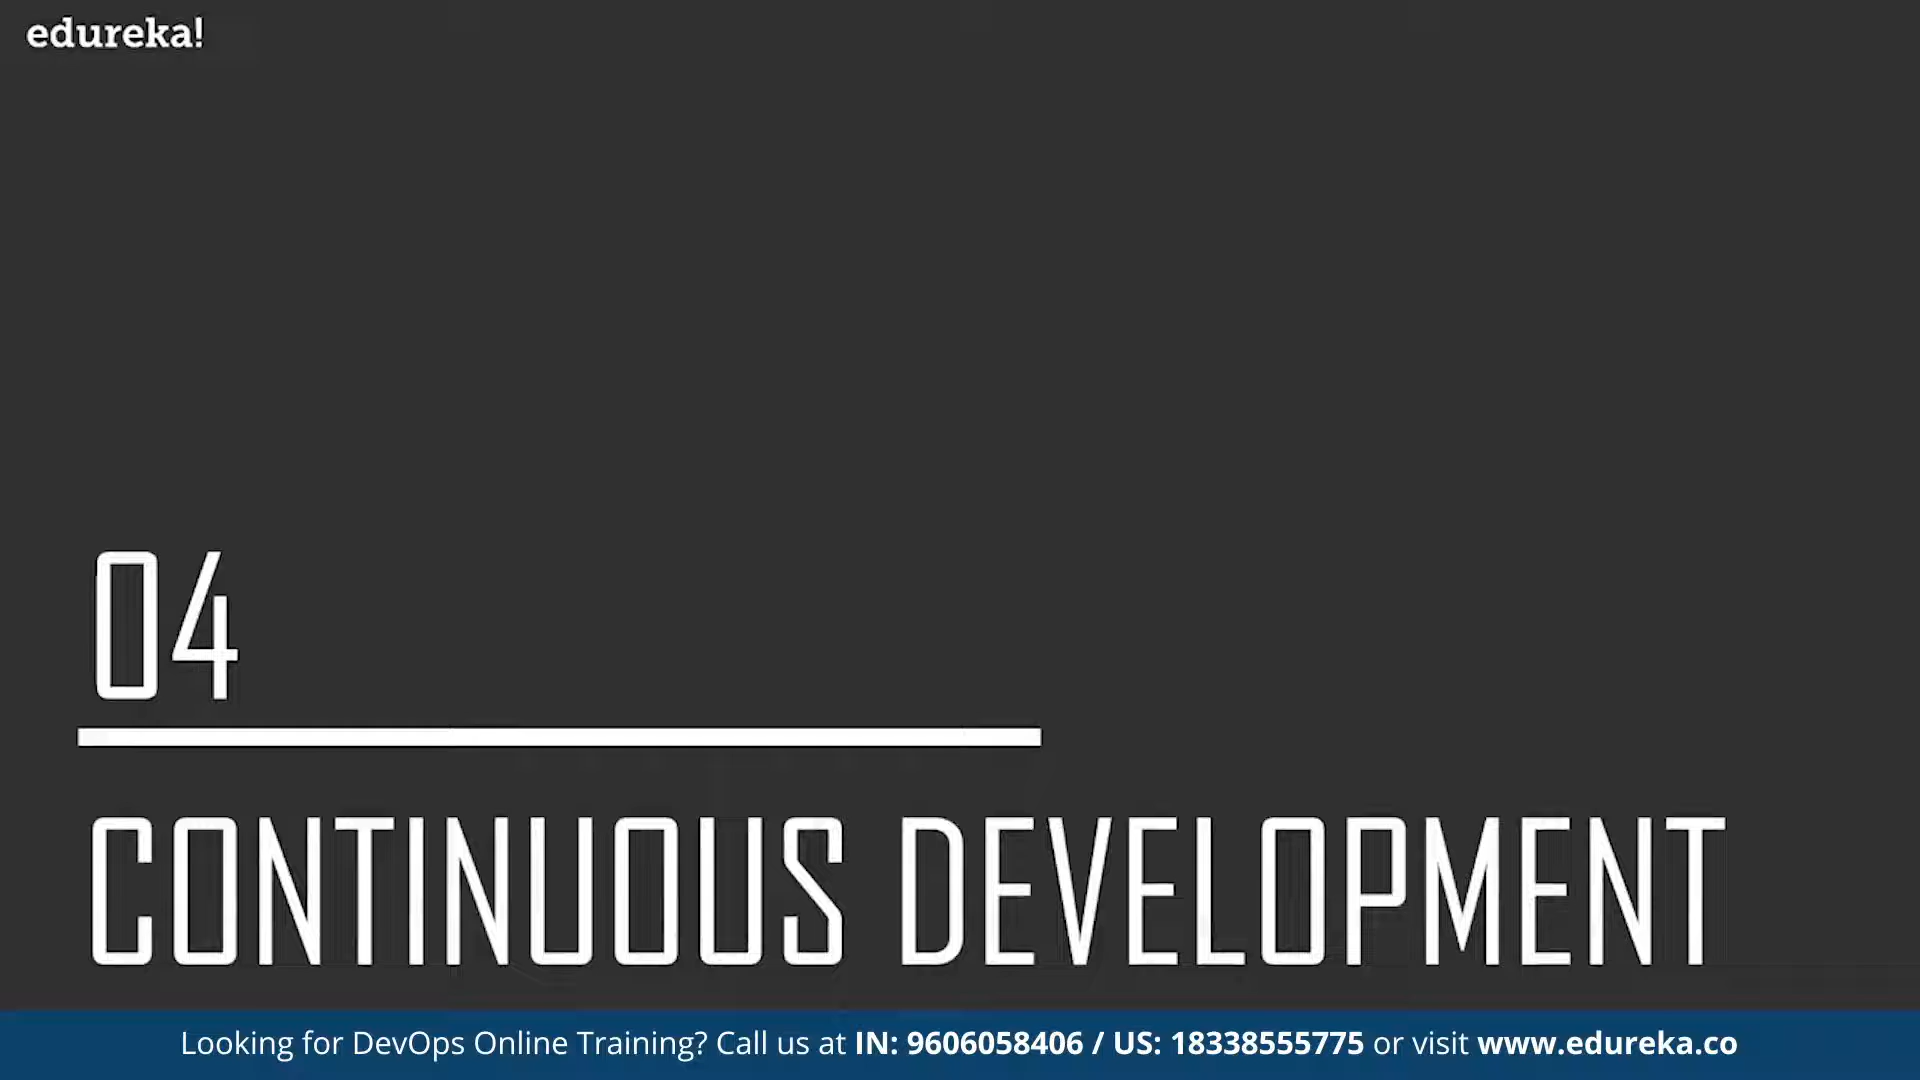 edureka!
04
CONTINUOUS DEVELOPMENT
Looking for DevOps Online Training? Call us at IN: 9606058406 / US: 18338555775 or visit www.edureka.co